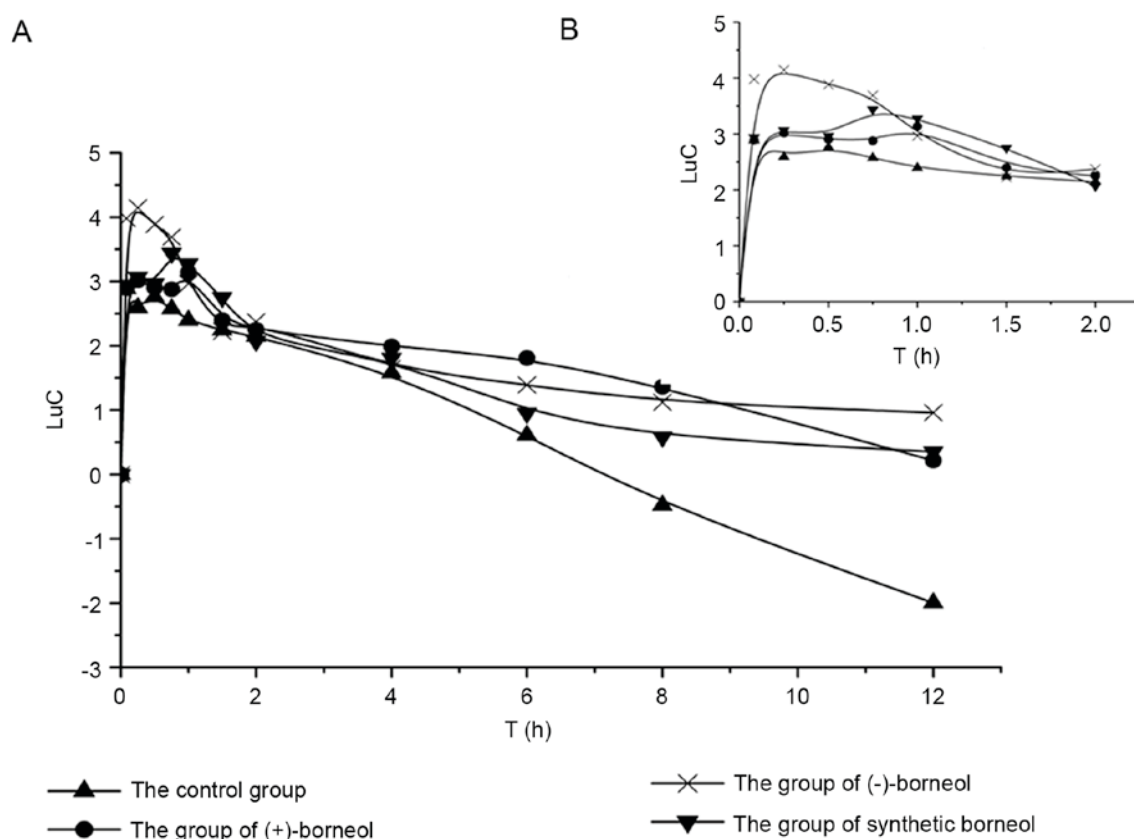 A
B
5
4
3
2
1
0
LuC
0.0
0.5
1.0
1.5
2.0
T (h)
5
4
3
2
1
0
-1
-2
-3
LuC
0
2
4
6
8
10
12
T (h)
The control group
The group of (-)-borneol
The group of (+)-borneol
The group of synthetic borneol